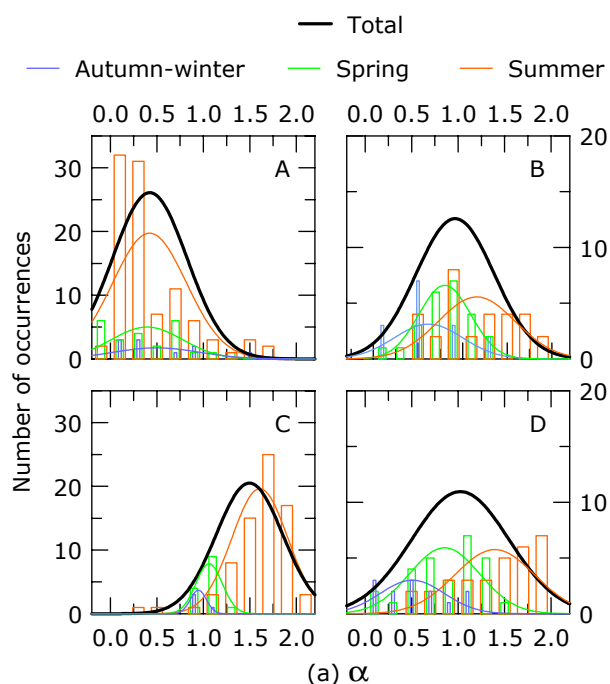 Total
Autumn-winter Spring Summer
0.0 0.5 1.0 1.5 2.0 0.0 0.5 1.0 1.5 2.0
A B
30 20 10 0
20 10 0
Number of occurrences
C D
30 20 10 0
20 10 0
0.0 0.5 1.0 1.5 2.0 0.0 0.5 1.0 1.5 2.0
(a) α